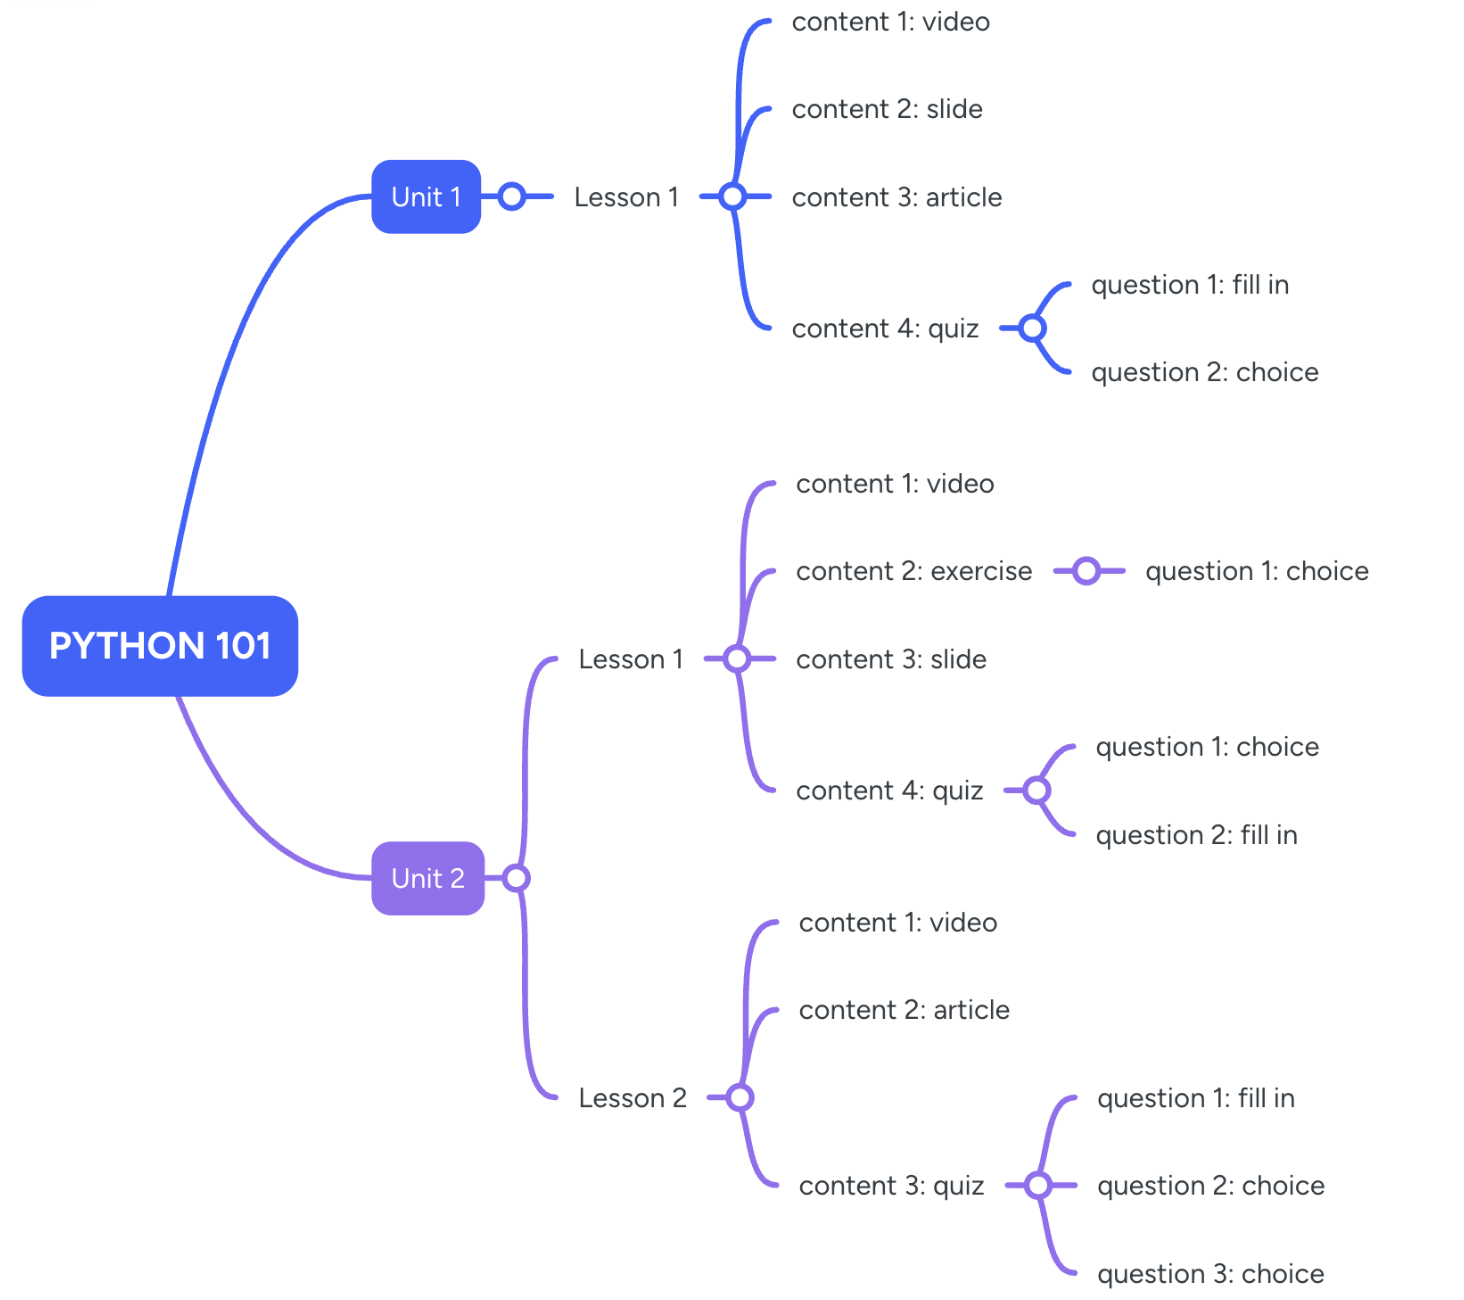 PYTHON 101
Unit 1
Lesson 1
content 1: video
content 2: slide
content 3: article
content 4: quiz
question 1: fill in
question 2: choice
Unit 2
Lesson 1
content 1: video
content 2: exercise
question 1: choice
content 3: slide
content 4: quiz
question 1: choice
question 2: fill in
Lesson 2
content 1: video
content 2: article
content 3: quiz
question 1: fill in
question 2: choice
question 3: choice